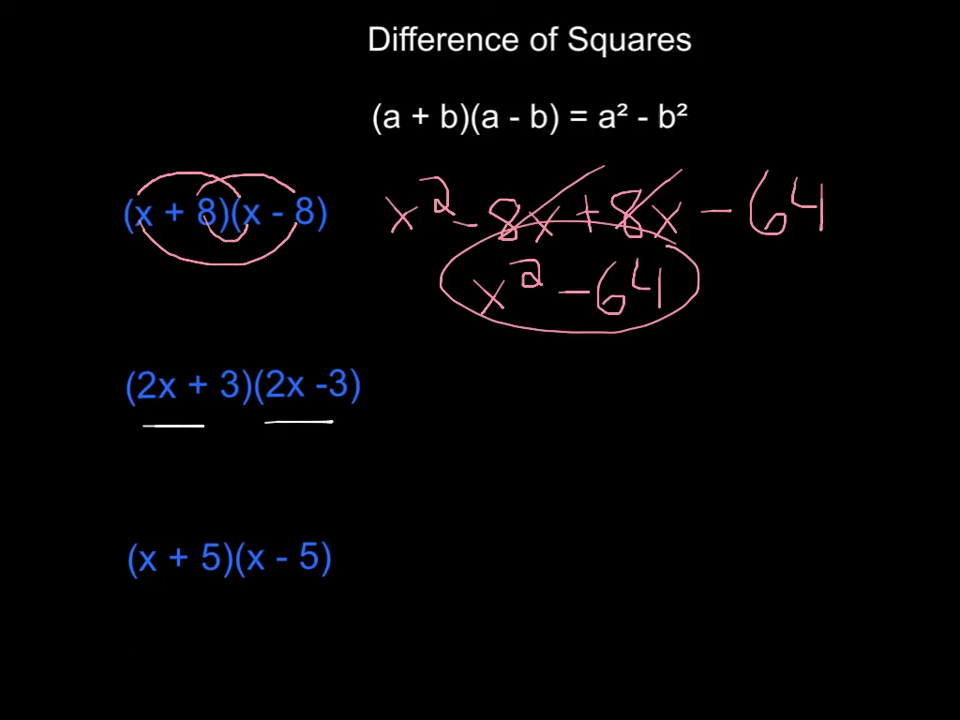 Difference of Squares
(a + b)(a - b) = a² - b²
(x + 8)(x - 8) x² - 8x + 8x - 64
x² - 64
(2x + 3)(2x -3)
(x + 5)(x - 5)